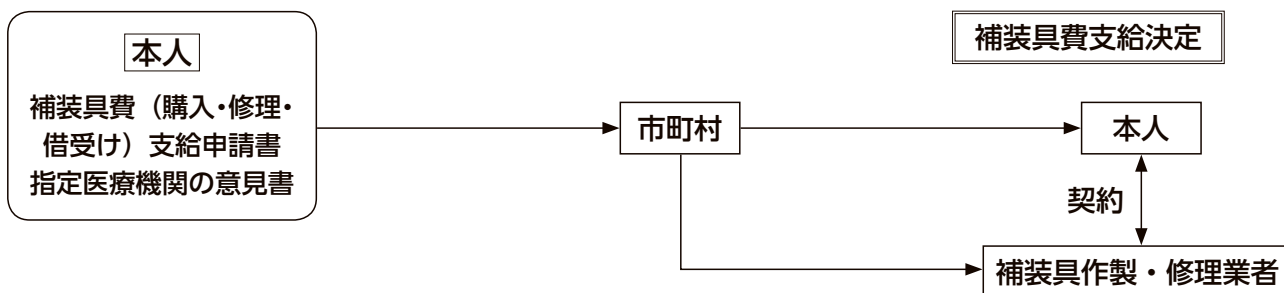 本人
補装具費（購入・修理・
借受け）支給申請書
指定医療機関の意見書
市町村
補装具費支給決定
本人
契約
補装具作製・修理業者